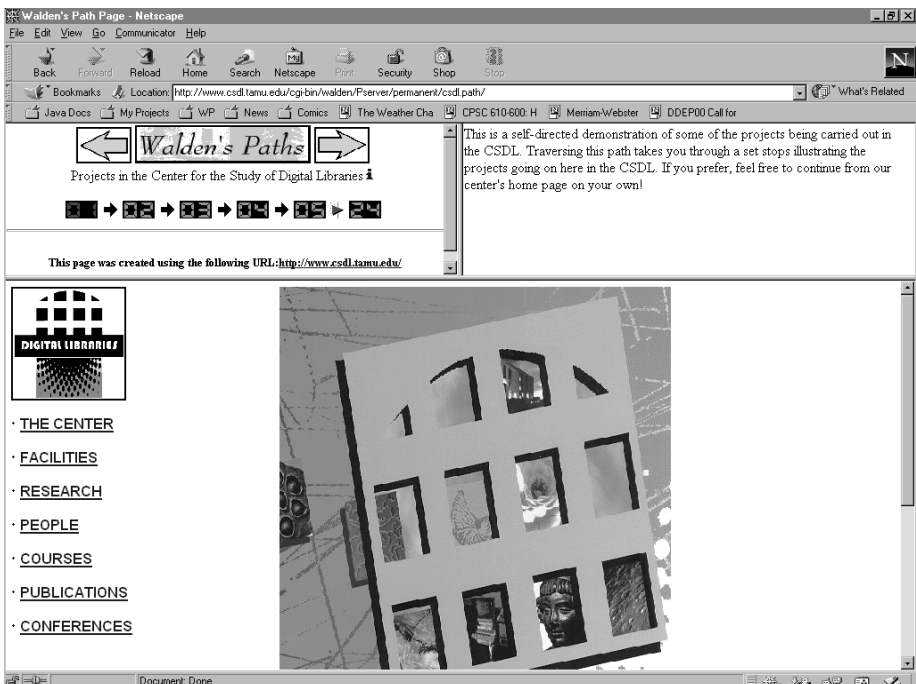 Walden's Path Page - Netscape
File Edit View Go Communicator Help
Back Forward Reload Home Search Netscape Print Security Shop Stop
My
N
Bookmarks Location: http://www.csdl.tamu.edu/cgi-bin/walden/Pserver/permanent/csdl.path/ What's Related
Java Docs My Projects WP News Comics The Weather Cha CPSC 610-600: H Merriam-Webster DDEP00 Call for
Walden's Paths
Projects in the Center for the Study of Digital Libraries i
01 02 03 04 05 24
This page was created using the following URL:http://www.csdl.tamu.edu/
This is a self-directed demonstration of some of the projects being carried out in
the CSDL. Traversing this path takes you through a set stops illustrating the
projects going on here in the CSDL. If you prefer, feel free to continue from our
center's home page on your own!
DIGITAL LIBRARIES
· THE CENTER
· FACILITIES
· RESEARCH
· PEOPLE
· COURSES
· PUBLICATIONS
· CONFERENCES
Document: Done